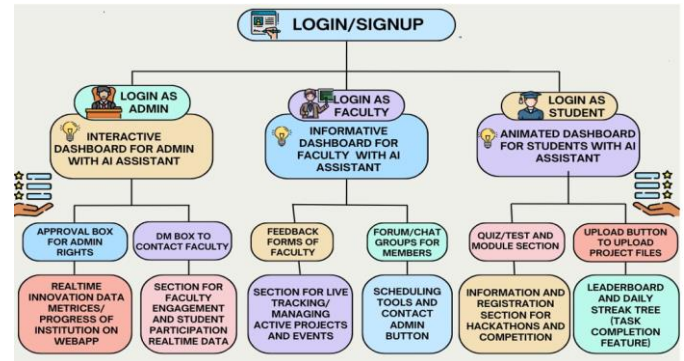 LOGIN/SIGNUP
LOGIN AS
ADMIN
LOGIN AS
FACULTY
LOGIN AS
STUDENT
INTERACTIVE
DASHBOARD FOR ADMIN
WITH AI ASSISTANT
INFORMATIVE
DASHBOARD FOR
FACULTY WITH AI
ASSISTANT
ANIMATED DASHBOARD
FOR STUDENTS WITH AI
ASSISTANT
APPROVAL BOX
FOR ADMIN
RIGHTS
DM BOX TO
CONTACT FACULTY
FEEDBACK
FORMS OF
FACULTY
FORUM/CHAT
GROUPS FOR
MEMBERS
QUIZ/TEST AND
MODULE SECTION
UPLOAD BUTTON
TO UPLOAD
PROJECT FILES
REALTIME
INNOVATION DATA
METRICES/
PROGRESS OF
INSTITUTION ON
WEBAPP
SECTION FOR
FACULTY
ENGAGEMENT
AND STUDENT
PARTICIPATION
REALTIME DATA
SECTION FOR LIVE
TRACKING/
MANAGING
ACTIVE PROJECTS
AND EVENTS
SCHEDULING
TOOLS AND
CONTACT ADMIN
BUTTON
INFORMATION AND
REGISTRATION
SECTION FOR
HACKATHONS AND
COMPETITION
LEADERBOARD
AND DAILY
STREAK TREE
(TASK
COMPLETION
FEATURE)